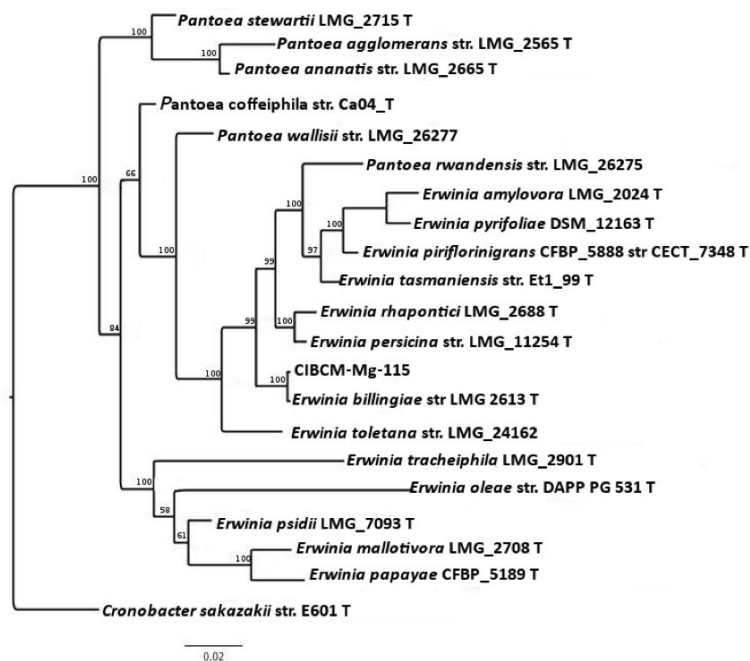 Pantoea stewartii LMG_2715 T
100
Pantoea agglomerans str. LMG_2565 T
100
Pantoea ananatis str. LMG_2665 T
Pantoea coffeiphila str. Ca04_T
Pantoea wallisii str. LMG_26277
Pantoea rwandensis str. LMG_26275
66
100
Erwinia amylovora LMG_2024 T
100
Erwinia pyrifoliae DSM_12163 T
100
97
Erwinia piriflorinigrans CFBP_5888 str CECT_7348 T
100
99
Erwinia tasmaniensis str. Et1_99 T
Erwinia rhapontici LMG_2688 T
84
99
100
Erwinia persicina str. LMG_11254 T
CIBCM-Mg-115
100
100
Erwinia billingiae str LMG 2613 T
Erwinia toletana str. LMG_24162
Erwinia tracheiphila LMG_2901 T
100
Erwinia oleae str. DAPP PG 531 T
58
Erwinia psidii LMG_7093 T
61
Erwinia mallotivora LMG_2708 T
100
Erwinia papayae CFBP_5189 T
Cronobacter sakazakii str. E601 T
0.02